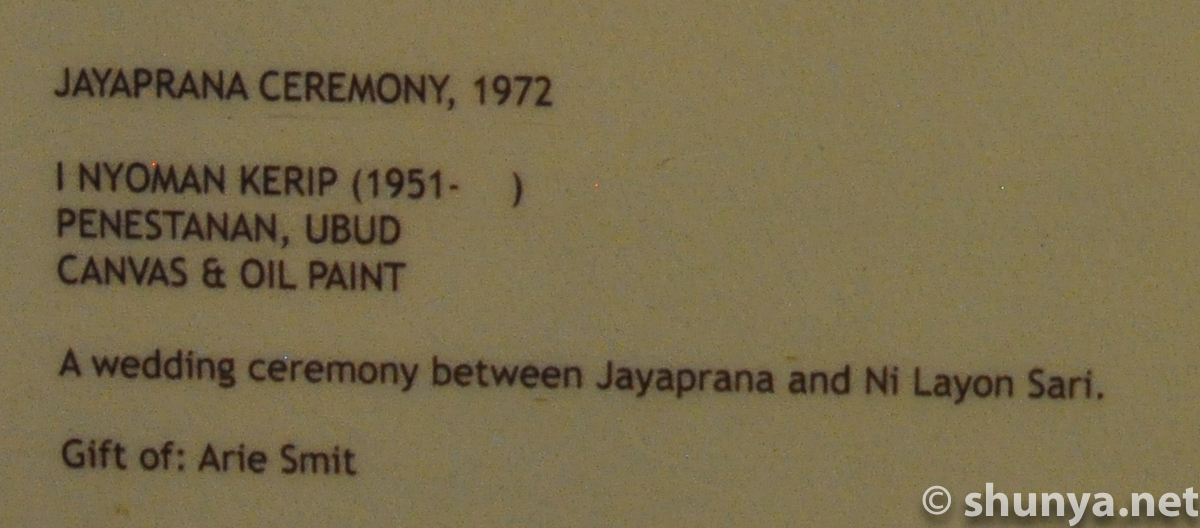 JAYAPRANA CEREMONY, 1972
I NYOMAN KERIP (1951-    )
PENESTANAN, UBUD
CANVAS & OIL PAINT
A wedding ceremony between Jayaprana and Ni Layon Sari.
Gift of: Arie Smit
© shunya.net